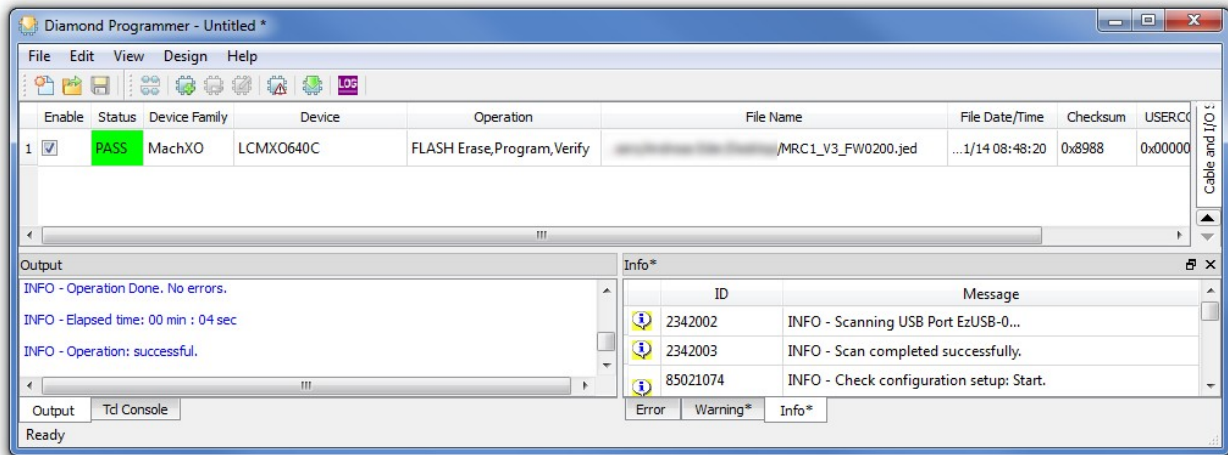 Diamond Programmer - Untitled *
File Edit View Design Help
LOG
Enable Status Device Family Device Operation File Name File Date/Time Checksum USERCO
1 PASS MachXO LCMXO640C FLASH Erase,Program,Verify /MRC1_V3_FW0200.jed ...1/14 08:48:20 0x8988 0x00000
Cable and I/O S
Output
INFO - Operation Done. No errors.
INFO - Elapsed time: 00 min : 04 sec
INFO - Operation: successful.
Output Tcl Console
Info*
ID Message
2342002 INFO - Scanning USB Port EzUSB-0...
2342003 INFO - Scan completed successfully.
85021074 INFO - Check configuration setup: Start.
Error Warning* Info*
Ready